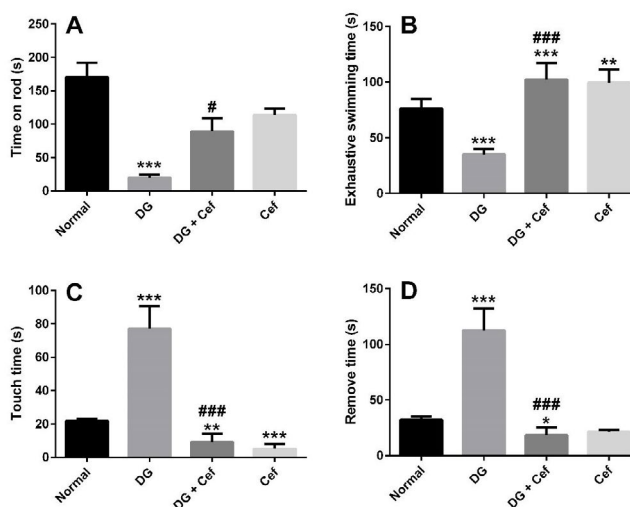 A
Time on rod (s)
200
150
100
50
0
***
#
Normal
DG
DG + Cef
Cef
B
Exhaustive swimming time (s)
150
100
50
0
***
###
***
**
Normal
DG
DG + Cef
Cef
C
Touch time (s)
100
80
60
40
20
0
***
###
**
***
Normal
DG
DG + Cef
Cef
D
Remove time (s)
150
100
50
0
***
###
*
Normal
DG
DG + Cef
Cef